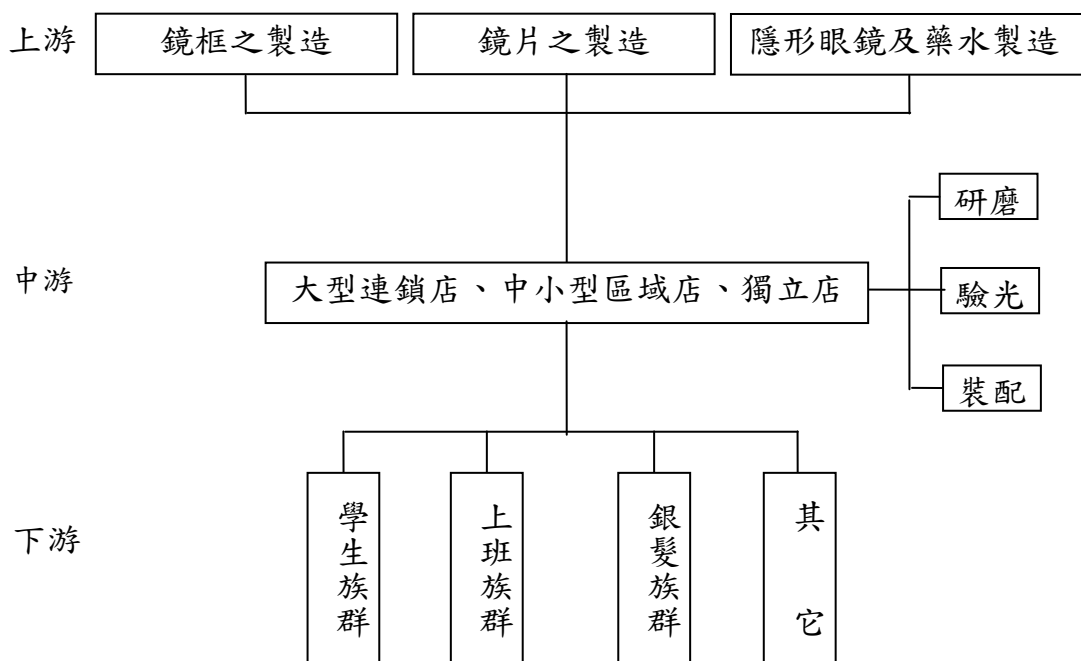 上游
鏡框之製造
鏡片之製造
隱形眼鏡及藥水製造
研磨
中游
大型連鎖店、中小型區域店、獨立店
驗光
裝配
下游
學生族群
上班族群
銀髮族群
其它